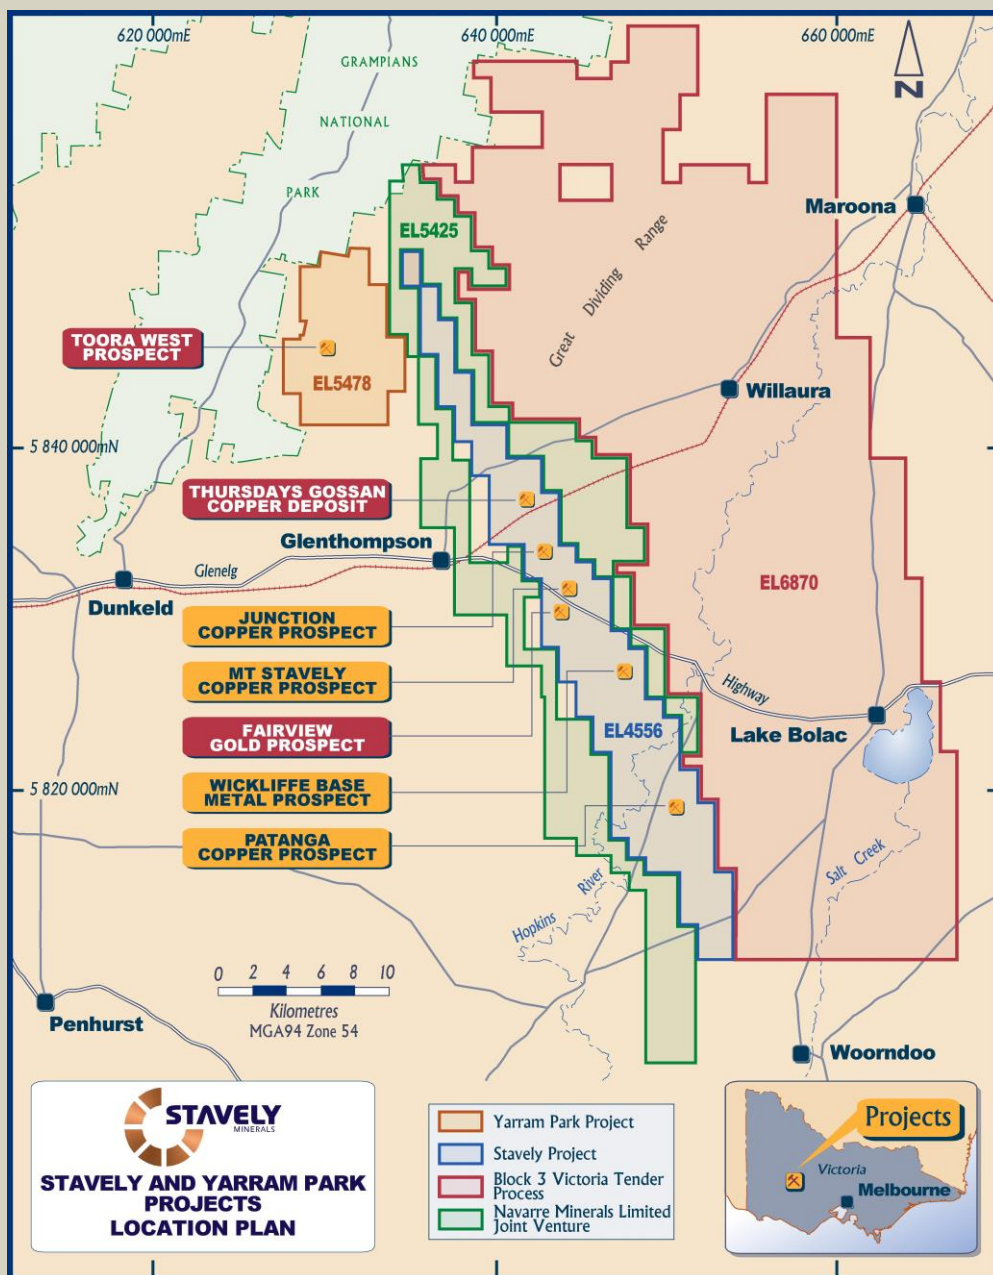 620 000mE
640 000mE
660 000mE
GRAMPIANS
NATIONAL
PARK
N
Maroona
EL5425
Great Dividing Range
TOORA WEST
PROSPECT
EL5478
Willaura
5 840 000mN
THURSDAYS GOSSAN
COPPER DEPOSIT
Glenthompson
Glenelg
Dunkeld
EL6870
JUNCTION
COPPER PROSPECT
MT STAVELY
COPPER PROSPECT
Highway
FAIRVIEW
GOLD PROSPECT
EL4556
Lake Bolac
WICKLIFFE BASE
METAL PROSPECT
5 820 000mN
PATANGA
COPPER PROSPECT
Salt Creek
Hopkins River
0 2 4 6 8 10
Kilometres
MGA94 Zone 54
Penhurst
Woorndoo
STAVELY
MINERALS
STAVELY AND YARRAM PARK
PROJECTS
LOCATION PLAN
Yarram Park Project
Stavely Project
Block 3 Victoria Tender
Process
Navarre Minerals Limited
Joint Venture
Projects
Victoria
Melbourne